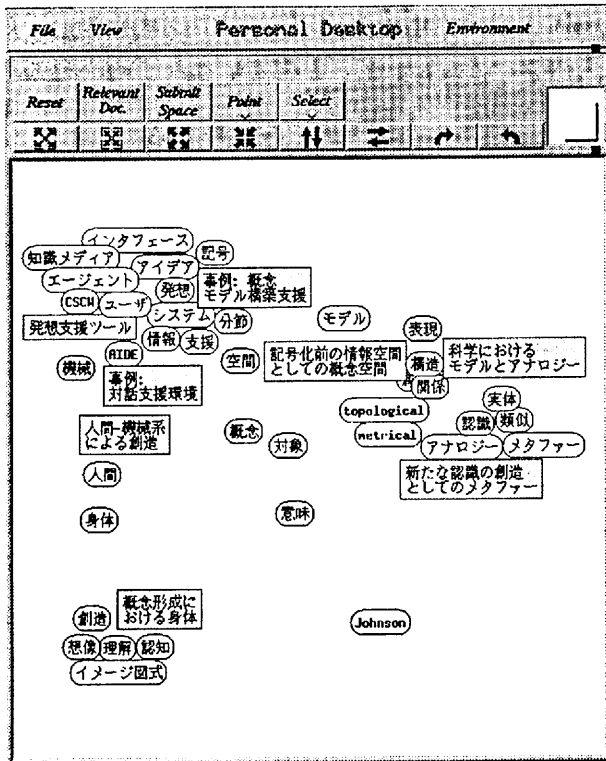 File View Personal Desktop Environment
Reset Relevant Doc. Submit Space Point Select
インタフェース
記号
知識メディア
アイデア
エージェント
発想
事例: 概念
モデル構築支援
CSCW
ユーザ
システム
分節
モデル
発想支援ツール
表現
情報
支援
AIDE
空間
記号化前の情報空間
としての概念空間
構造
科学における
モデルとアナロジー
機械
事例:
対話支援環境
関係
実体
topological
認識
類似
人間-機械系
による創造
概念
metrical
対象
アナロジー
メタファー
人間
新たな認識の創造
としてのメタファー
身体
意味
概念形成に
おける身体
創造
Johnson
想像
理解
認知
イメージ図式